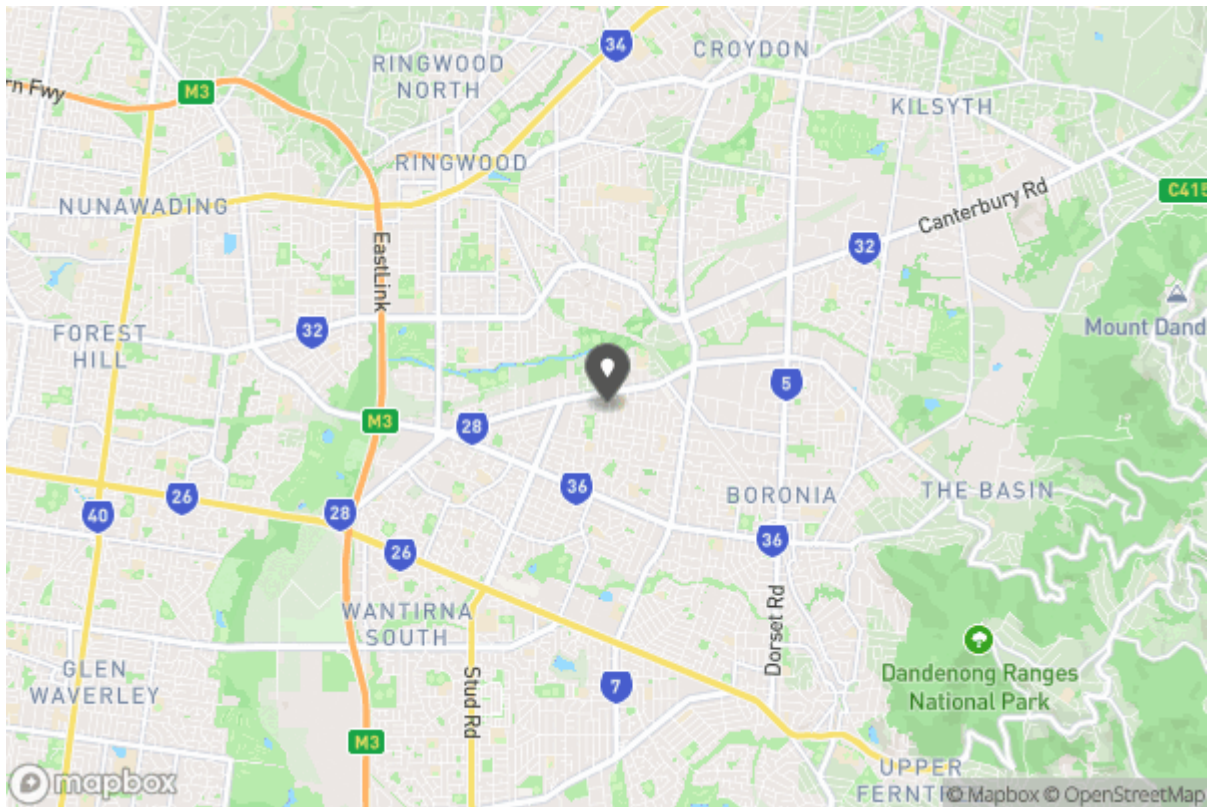 34
CROYDON
RINGWOOD
NORTH
rn Fwy
M3
KILSYTH
RINGWOOD
C415
NUNAWADING
Canterbury Rd
EastLink
32
Mount Dand
FOREST
HILL
32
5
M3
28
36
BORONIA
THE BASIN
26
40
28
26
36
WANTIRNA
SOUTH
Dorset Rd
GLEN
WAVERLEY
Stud Rd
7
Dandenong Ranges
National Park
M3
UPPER
FERNT
mapbox
© Mapbox © OpenStreetMap